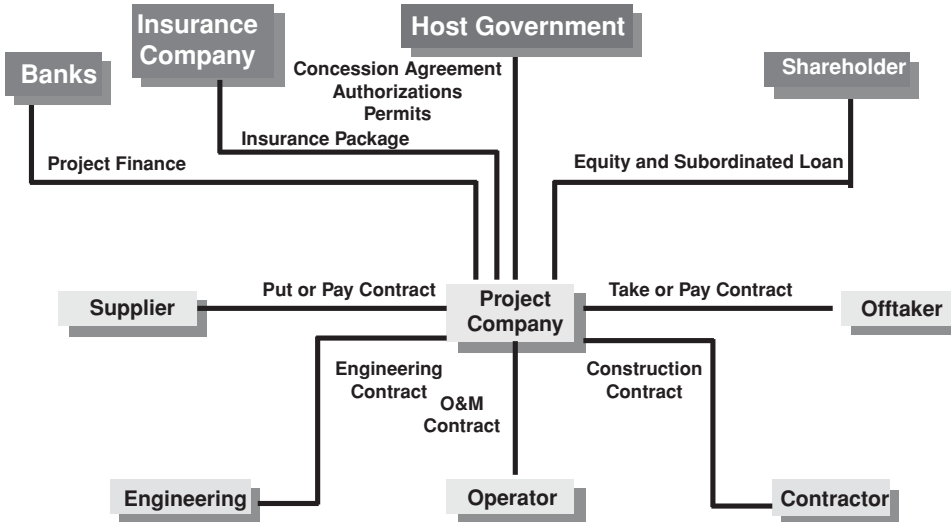 Banks
Insurance
Company
Host Government
Shareholder
Concession Agreement
Authorizations
Permits
Insurance Package
Project Finance
Equity and Subordinated Loan
Supplier
Put or Pay Contract
Project
Company
Take or Pay Contract
Offtaker
Engineering
Contract
O&M
Contract
Construction
Contract
Engineering
Operator
Contractor